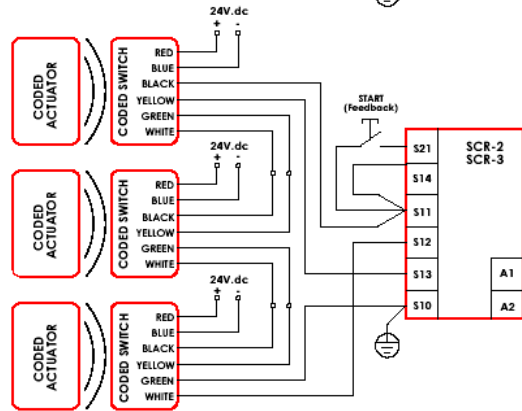 24V.dc
+ -
CODED
ACTUATOR
CODED SWITCH
RED
BLUE
BLACK
YELLOW
GREEN
WHITE
24V.dc
+ -
CODED
ACTUATOR
CODED SWITCH
RED
BLUE
BLACK
YELLOW
GREEN
WHITE
24V.dc
+ -
CODED
ACTUATOR
CODED SWITCH
RED
BLUE
BLACK
YELLOW
GREEN
WHITE
START
(Feedback)
SCR-2
SCR-3
S21
S14
S11
S12
S13
S10
A1
A2